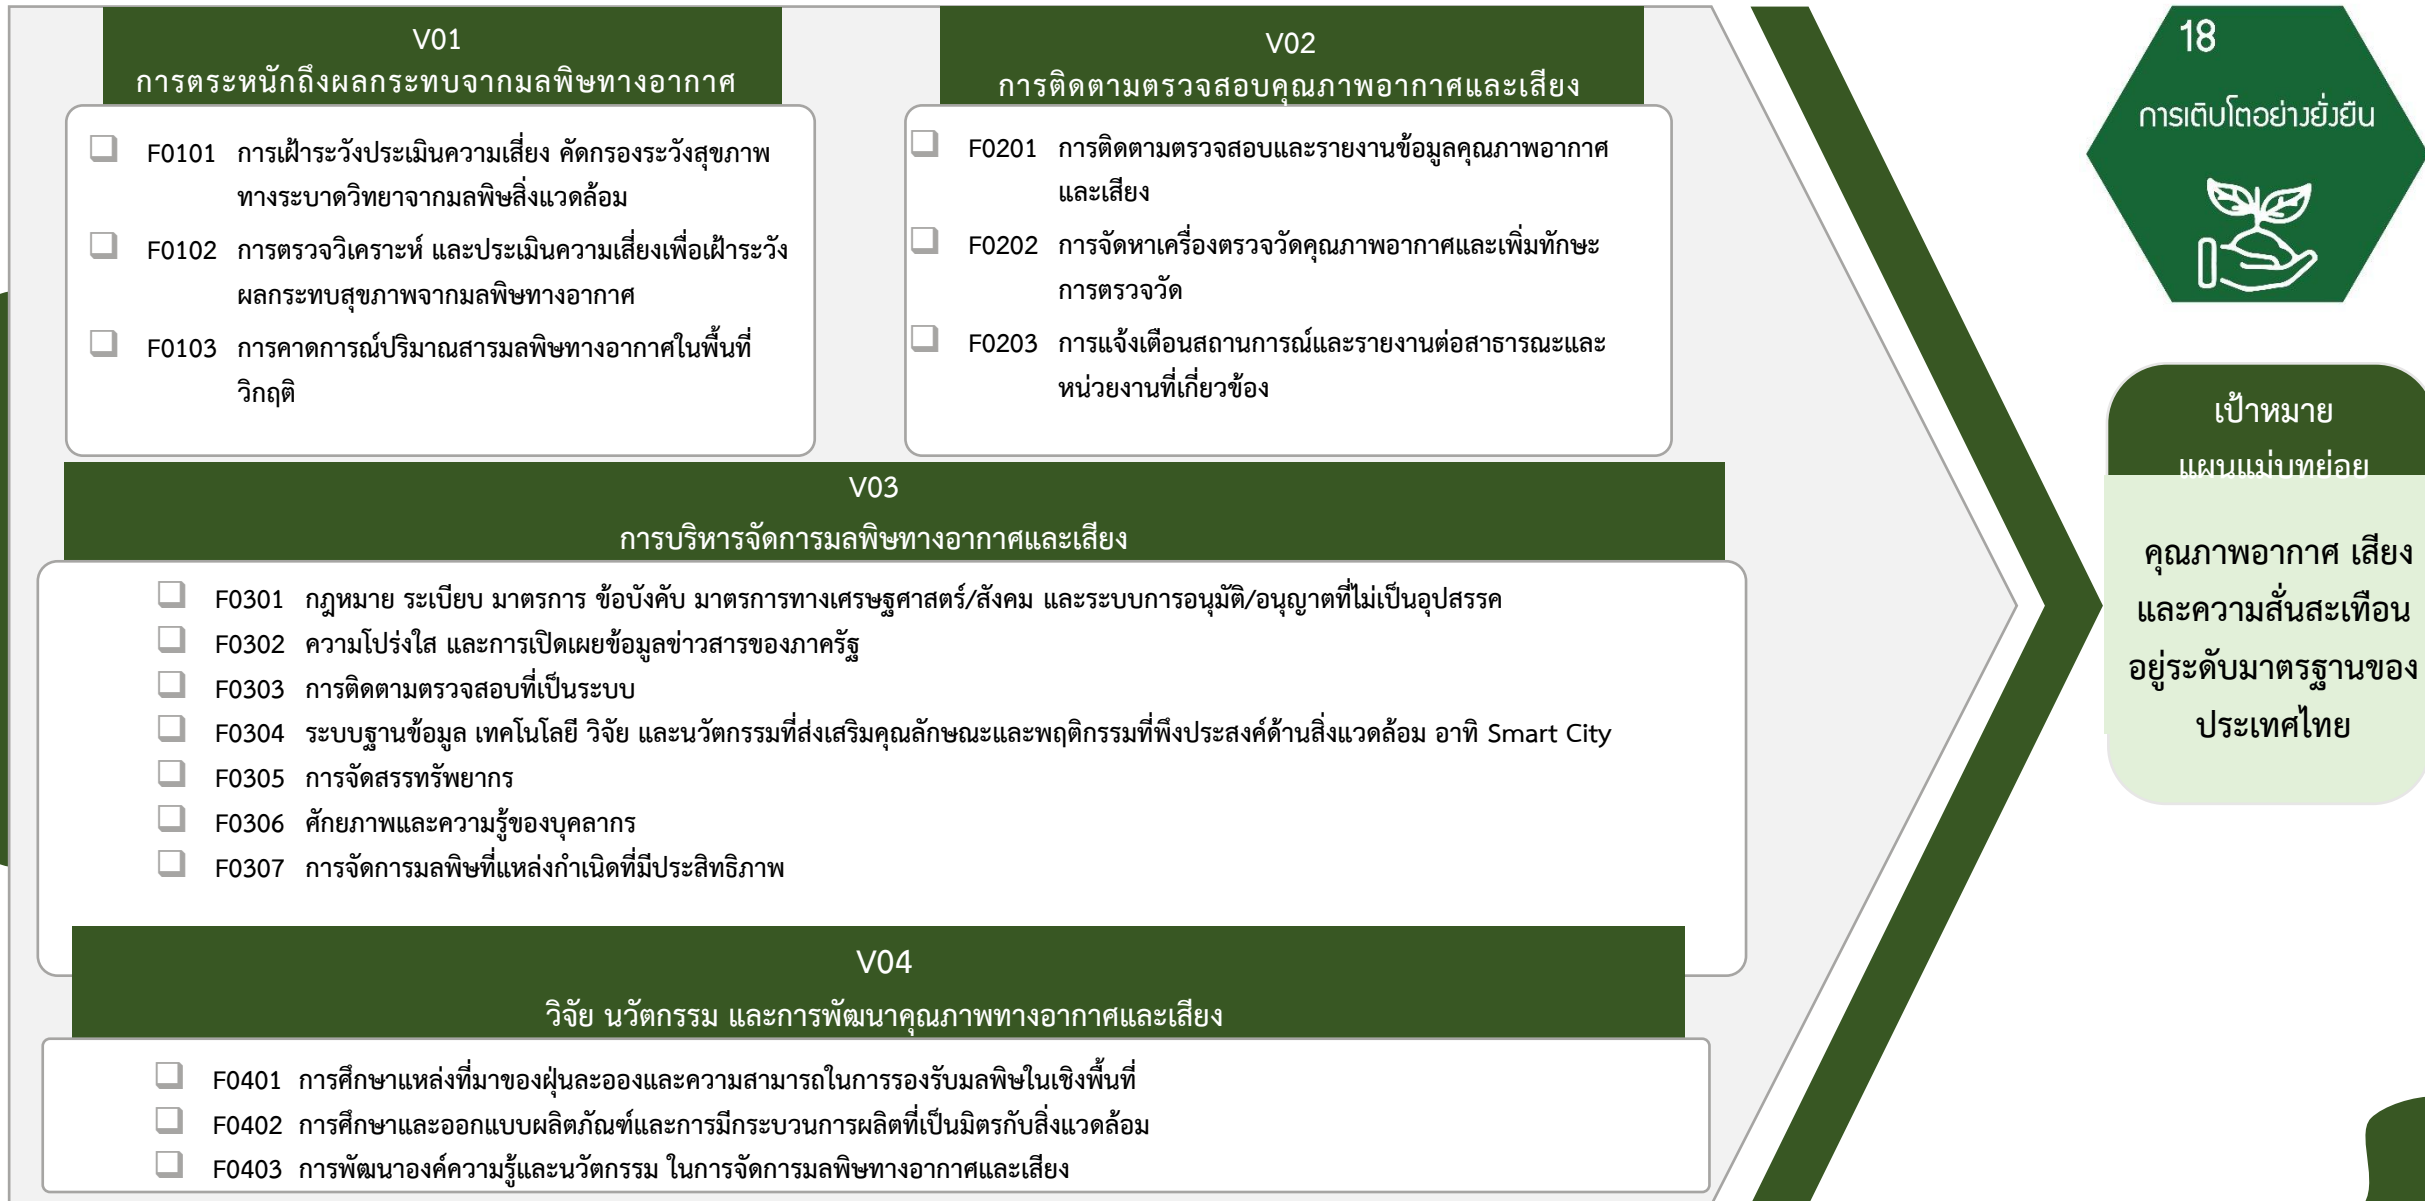 V01
การตระหนักถึงผลกระทบจากมลพิษทางอากาศ
F0101 การเฝ้าระวังประเมินความเสี่ยง คัดกรองระวังสุขภาพ
ทางระบาดวิทยาจากมลพิษสิ่งแวดล้อม
F0102 การตรวจวิเคราะห์ และประเมินความเสี่ยงเพื่อเฝ้าระวัง
ผลกระทบสุขภาพจากมลพิษทางอากาศ
F0103 การคาดการณ์ปริมาณสารมลพิษทางอากาศในพื้นที่
วิกฤติ
V02
การติดตามตรวจสอบคุณภาพอากาศและเสียง
F0201 การติดตามตรวจสอบและรายงานข้อมูลคุณภาพอากาศ
และเสียง
F0202 การจัดหาเครื่องตรวจวัดคุณภาพอากาศและเพิ่มทักษะ
การตรวจวัด
F0203 การแจ้งเตือนสถานการณ์และรายงานต่อสาธารณะและ
หน่วยงานที่เกี่ยวข้อง
V03
การบริหารจัดการมลพิษทางอากาศและเสียง
F0301 กฎหมาย ระเบียบ มาตรการ ข้อบังคับ มาตรการทางเศรษฐศาสตร์/สังคม และระบบการอนุมัติ/อนุญาตที่ไม่เป็นอุปสรรค
F0302 ความโปร่งใส และการเปิดเผยข้อมูลข่าวสารของภาครัฐ
F0303 การติดตามตรวจสอบที่เป็นระบบ
F0304 ระบบฐานข้อมูล เทคโนโลยี วิจัย และนวัตกรรมที่ส่งเสริมคุณลักษณะและพฤติกรรมที่พึงประสงค์ด้านสิ่งแวดล้อม อาทิ Smart City
F0305 การจัดสรรทรัพยากร
F0306 ศักยภาพและความรู้ของบุคลากร
F0307 การจัดการมลพิษที่แหล่งกำเนิดที่มีประสิทธิภาพ
V04
วิจัย นวัตกรรม และการพัฒนาคุณภาพทางอากาศและเสียง
F0401 การศึกษาแหล่งที่มาของฝุ่นละอองและความสามารถในการรองรับมลพิษในเชิงพื้นที่
F0402 การศึกษาและออกแบบผลิตภัณฑ์และการมีกระบวนการผลิตที่เป็นมิตรกับสิ่งแวดล้อม
F0403 การพัฒนาองค์ความรู้และนวัตกรรม ในการจัดการมลพิษทางอากาศและเสียง
18
การเติบโตอย่างยั่งยืน
เป้าหมาย
แผนแม่บทย่อย
คุณภาพอากาศ เสียง
และความสั่นสะเทือน
อยู่ระดับมาตรฐานของ
ประเทศไทย